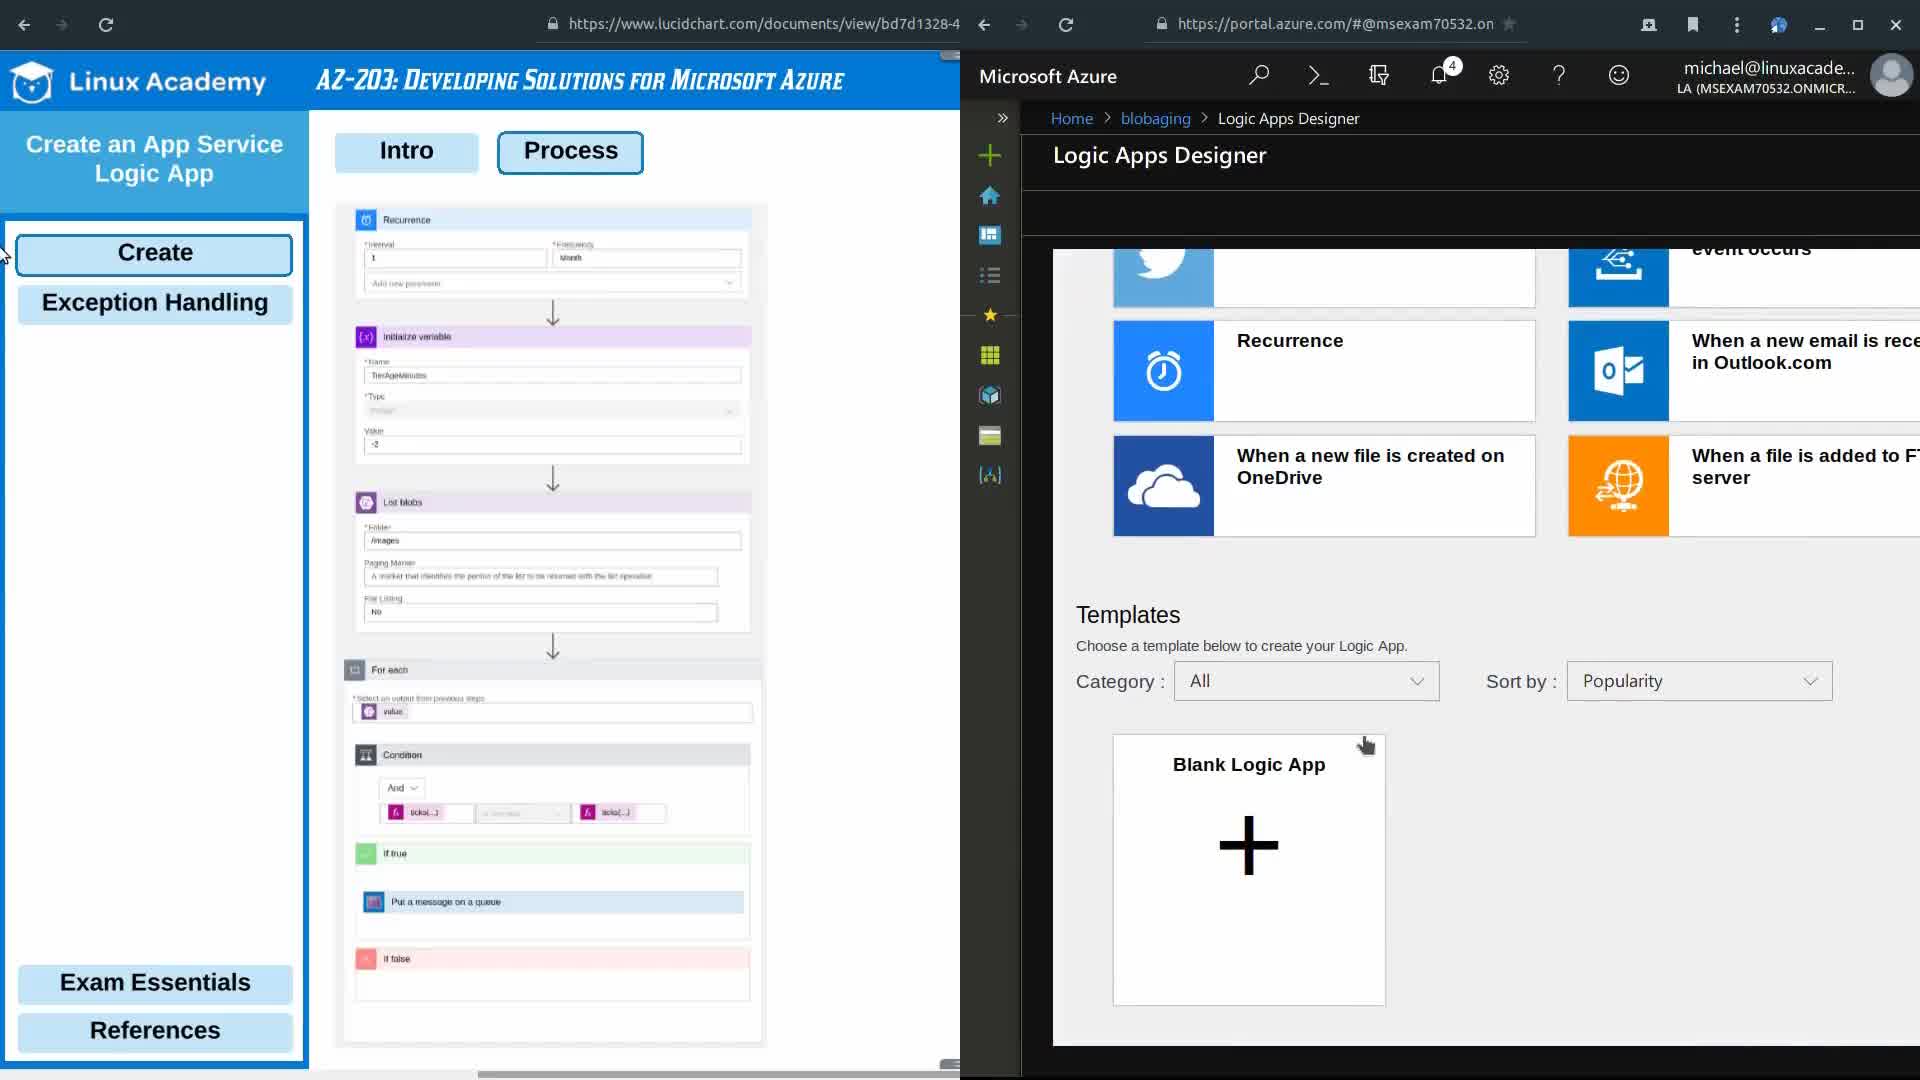 https://www.lucidchart.com/documents/view/bd7d1328-4
Linux Academy
AZ-203: Developing Solutions for Microsoft Azure
Create an App Service
Logic App
Create
Exception Handling
Exam Essentials
References
Intro
Process
Recurrence
*Interval
*Frequency
1
Month
Add new parameter
Initialize variable
*Name
TierAgeMinutes
*Type
Value
-2
List blobs
*Folder
/images
Paging Marker
A marker that identifies the portion of the list to be returned with the list operation
Flat Listing
No
For each
*Select an output from previous steps
value
Condition
And
ticks(...)
ticks(...)
If true
Put a message on a queue
If false
https://portal.azure.com/#@msexam70532.on
Microsoft Azure
4
michael@linuxacade...
LA (MSEXAM70532.ONMICR...
Home > blobaging > Logic Apps Designer
Logic Apps Designer
event occurs
Recurrence
When a new email is rece
in Outlook.com
When a new file is created on
OneDrive
When a file is added to FT
server
Templates
Choose a template below to create your Logic App.
Category :
All
Sort by :
Popularity
Blank Logic App